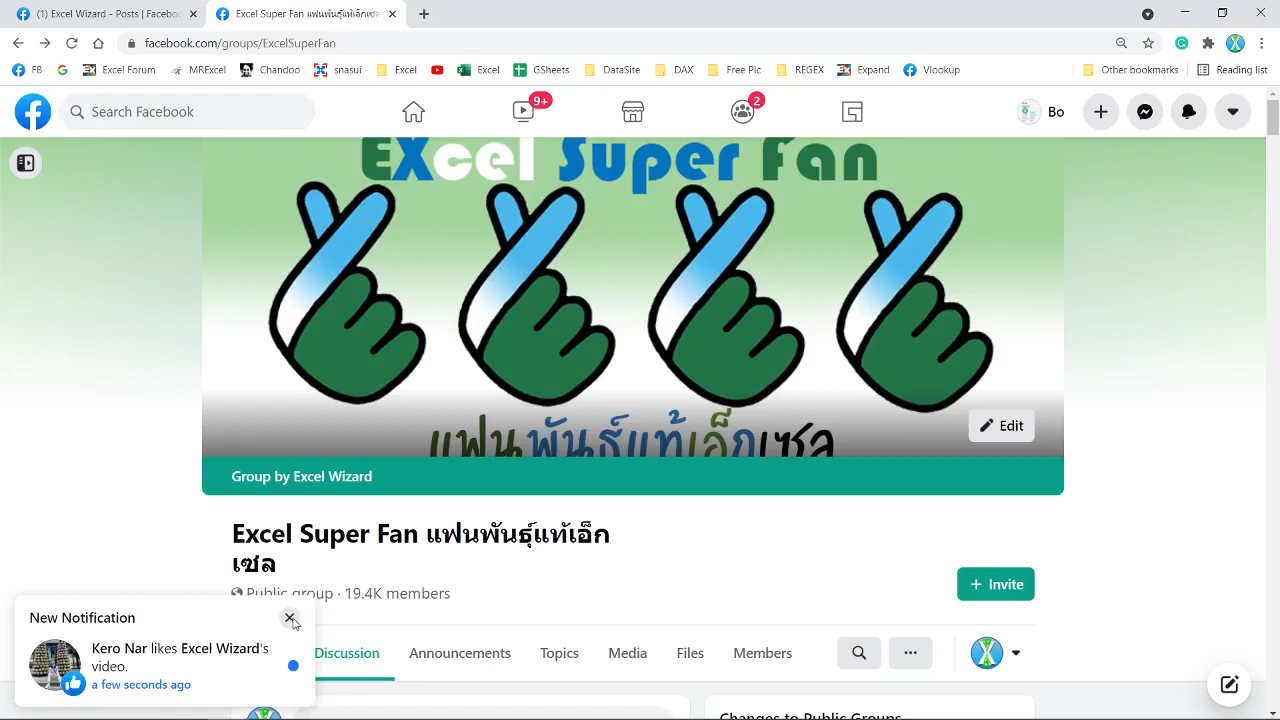 (1) Excel Wizard - Posts | Faceboo
Excel Super Fan แฟนพันธุ์แท้เอ็กเซล
facebook.com/groups/ExcelSuperFan
FB
Excel Forum
MRExcel
Chandoo
snasui
Excel
Excel
GSheets
DataSite
DAX
Free Pic
REGEX
Expand
Vlookup
Other bookmarks
Reading list
Search Facebook
9+
2
Bo
EXcel Super Fan
แฟนพันธุ์แท้เอ็กเซล
Edit
Group by Excel Wizard
Excel Super Fan แฟนพันธุ์แท้เอ็ก
เซล
Public group · 19.4K members
+ Invite
New Notification
Kero Nar likes Excel Wizard's
video.
a few seconds ago
Discussion
Announcements
Topics
Media
Files
Members
Changes to Public Groups